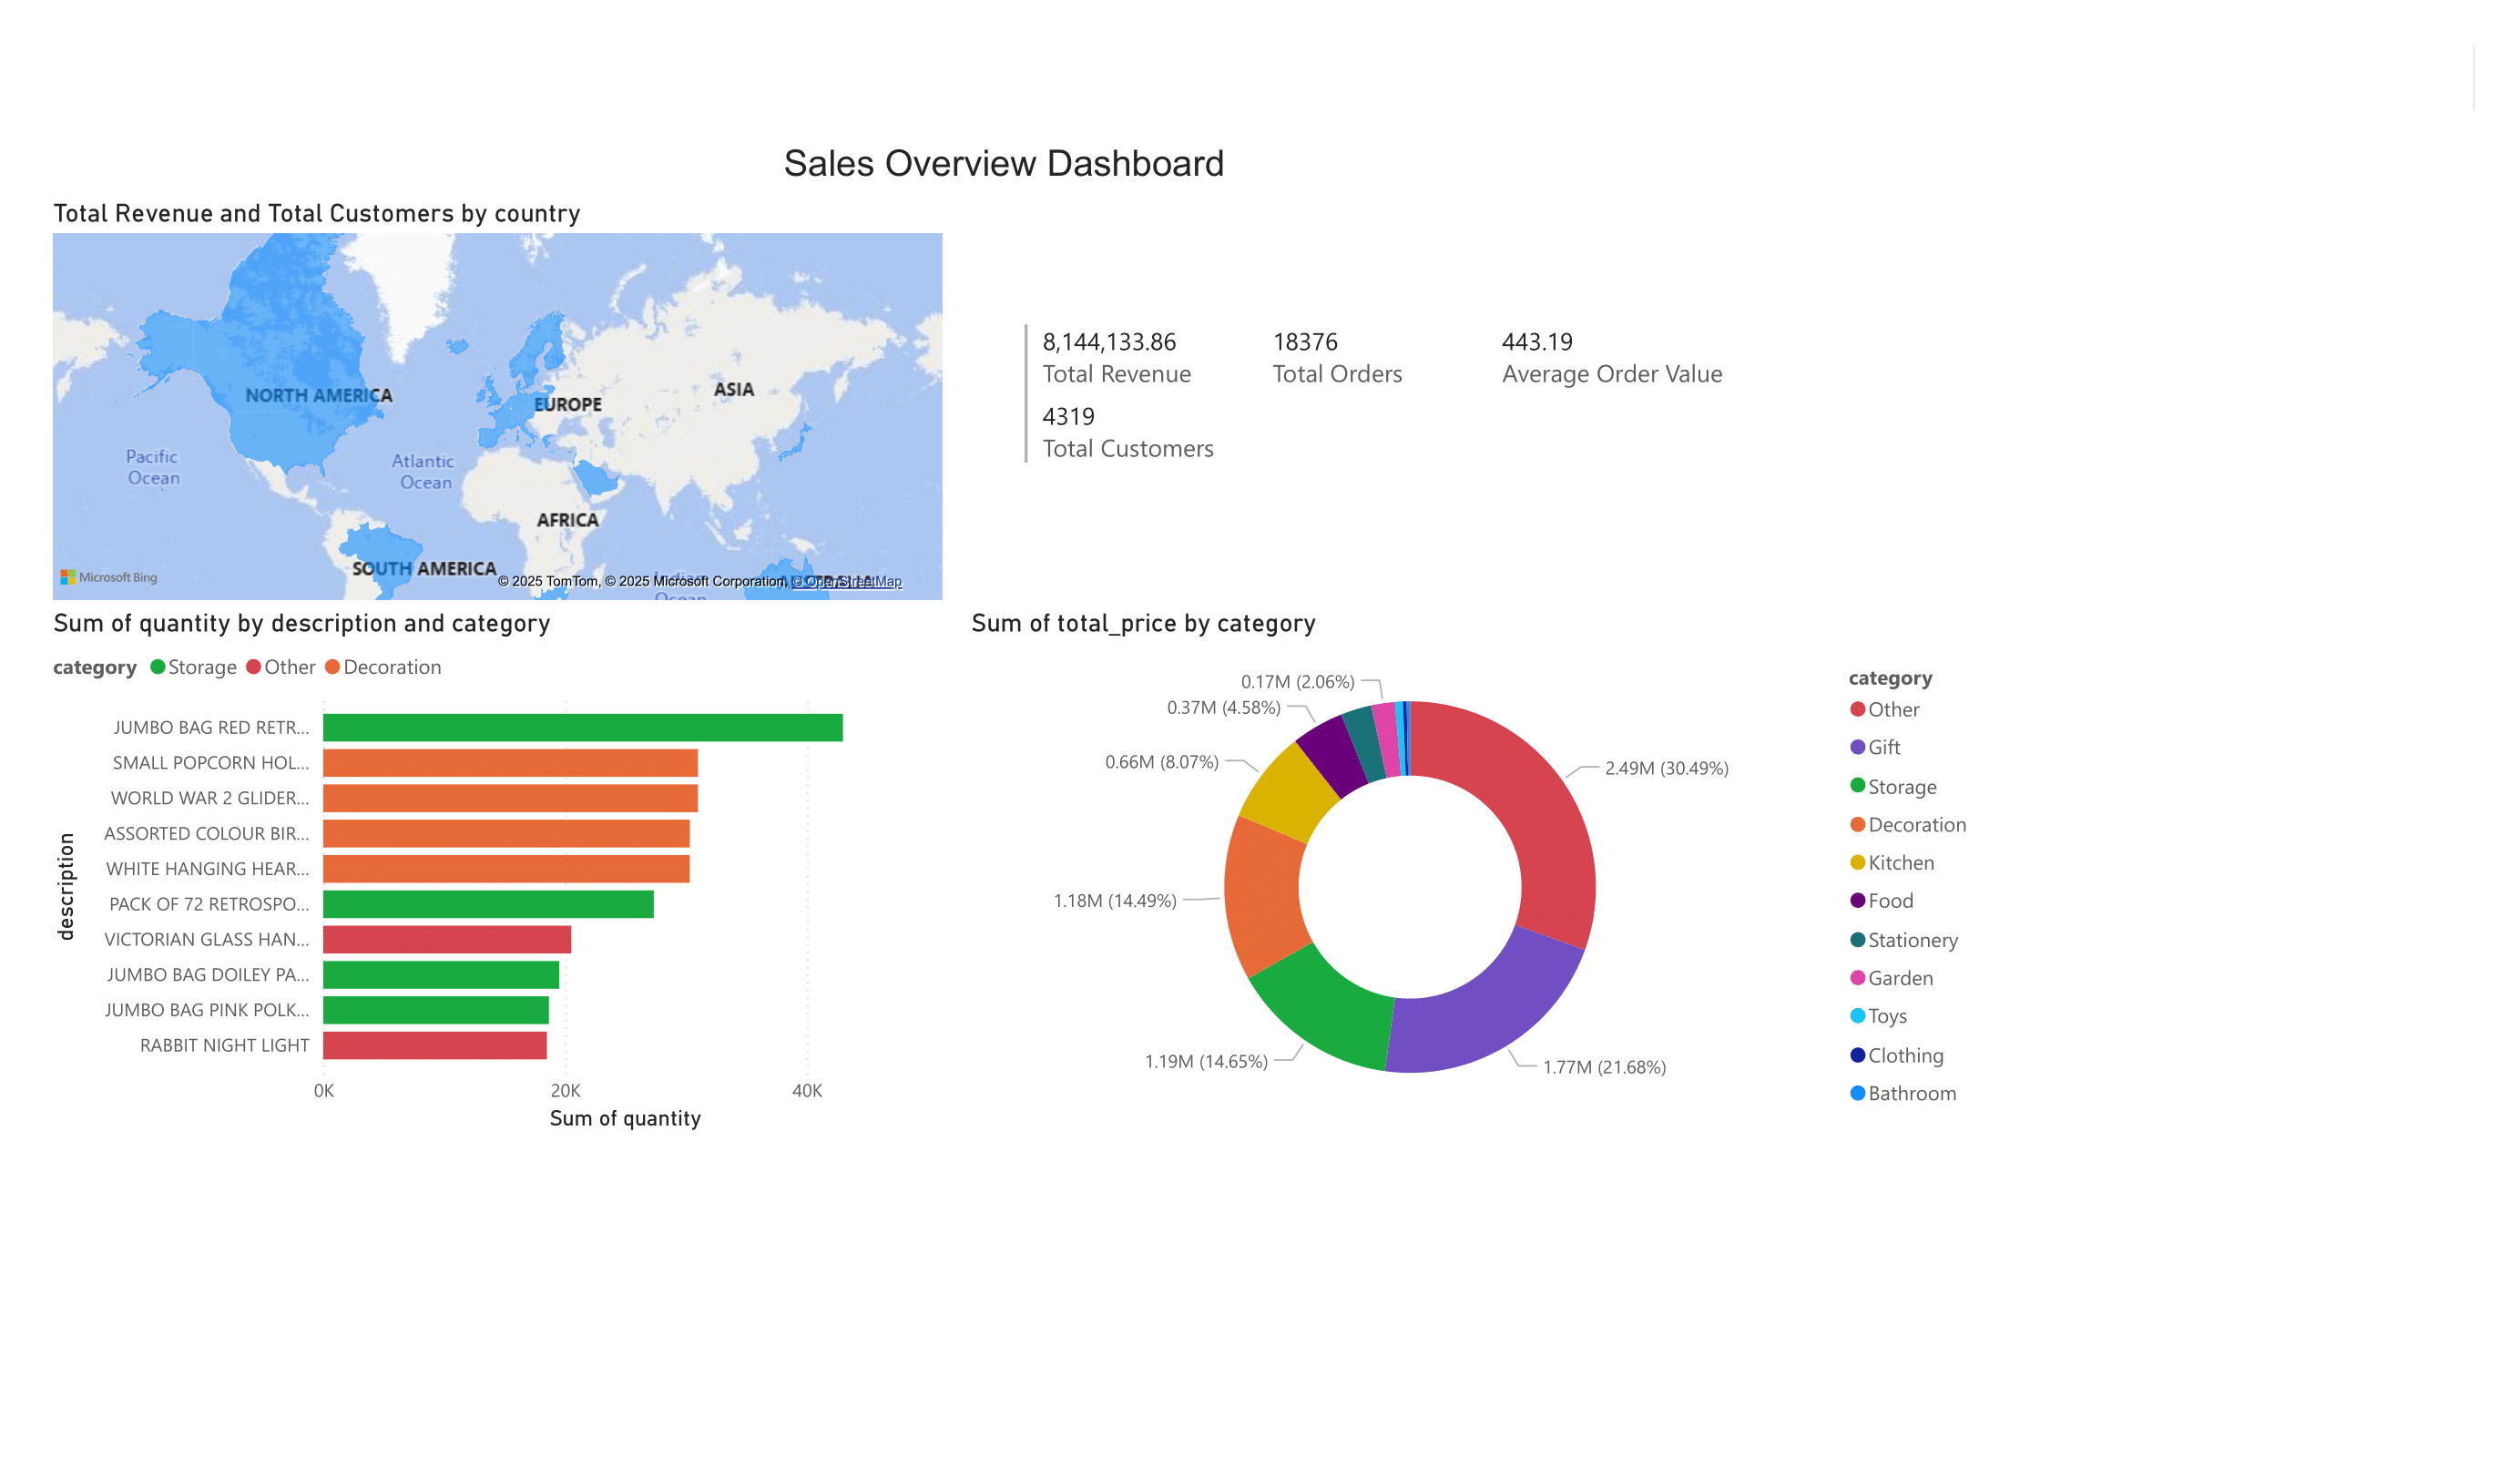 Sales Overview Dashboard
Total Revenue and Total Customers by country
NORTH AMERICA
EUROPE
ASIA
Pacific
Ocean
Atlantic
Ocean
AFRICA
SOUTH AMERICA
Ocean
Microsoft Bing
© 2025 TomTom, © 2025 Microsoft Corporation, © OpenStreetMap
8,144,133.86
Total Revenue
18376
Total Orders
443.19
Average Order Value
4319
Total Customers
Sum of quantity by description and category
category Storage Other Decoration
description
JUMBO BAG RED RETR...
SMALL POPCORN HOL...
WORLD WAR 2 GLIDER...
ASSORTED COLOUR BIR...
WHITE HANGING HEAR...
PACK OF 72 RETROSPO...
VICTORIAN GLASS HAN...
JUMBO BAG DOILEY PA...
JUMBO BAG PINK POLK...
RABBIT NIGHT LIGHT
0K 20K 40K
Sum of quantity
Sum of total_price by category
0.17M (2.06%)
0.37M (4.58%)
0.66M (8.07%)
2.49M (30.49%)
1.18M (14.49%)
1.19M (14.65%)
1.77M (21.68%)
category
Other
Gift
Storage
Decoration
Kitchen
Food
Stationery
Garden
Toys
Clothing
Bathroom